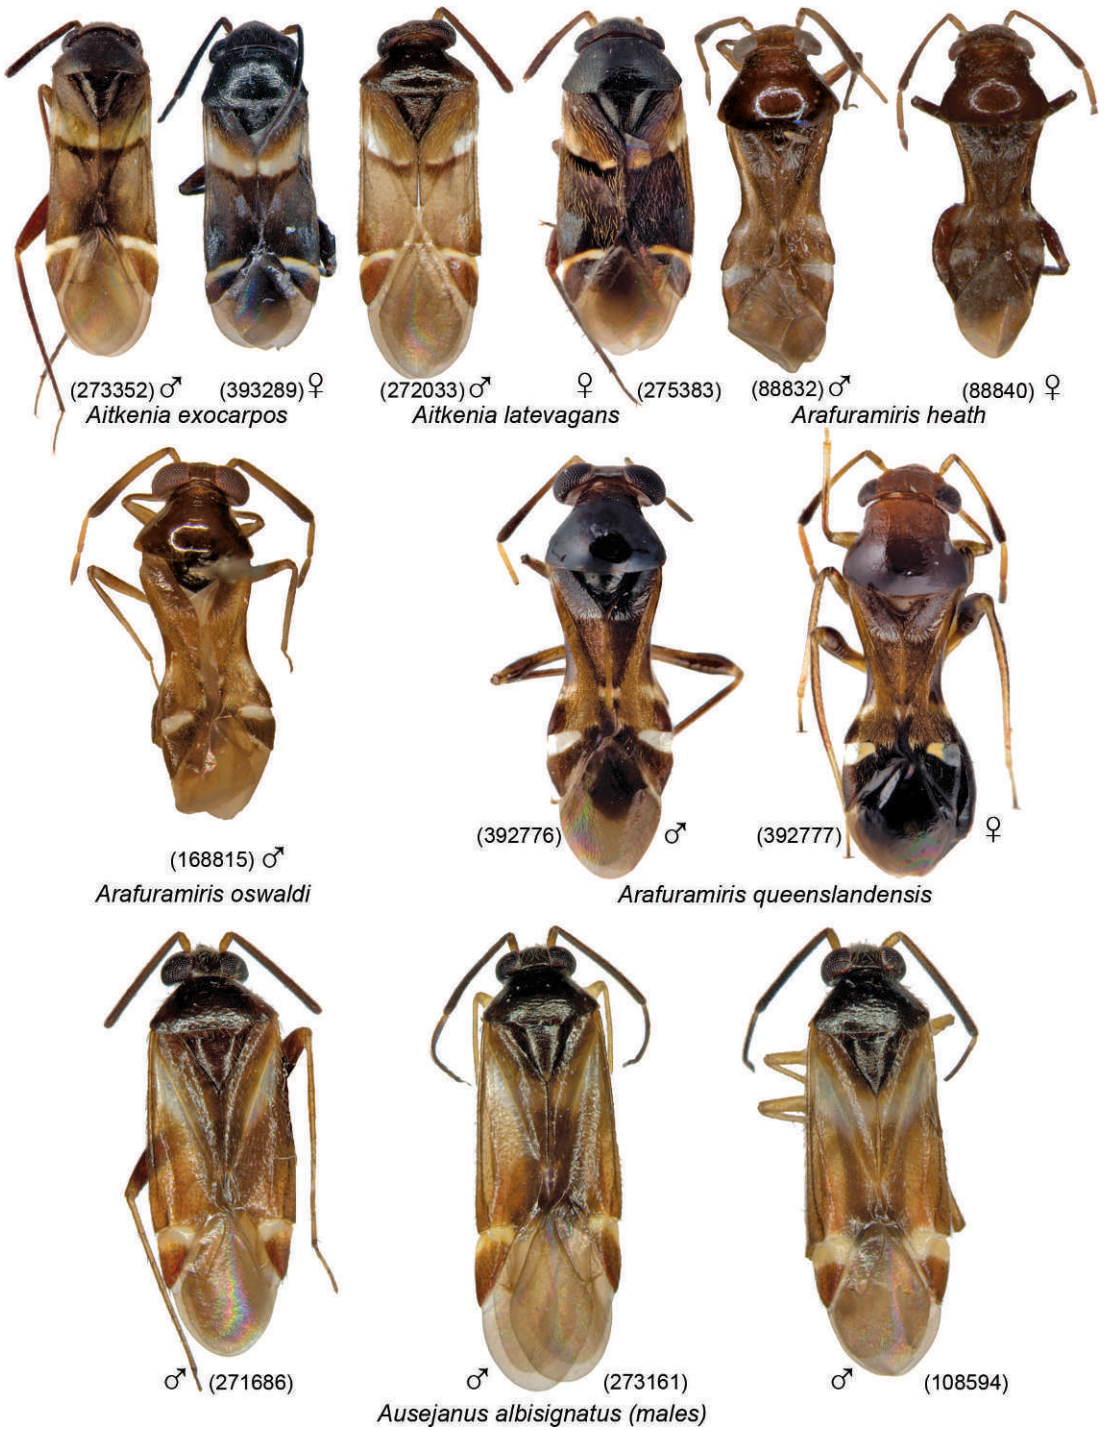 (273352) ♂ (393289) ♀ (272033) ♂ ♀ (275383) (88832) ♂ (88840) ♀
Aitkenia exocarpos Aitkenia latevagans Arafuramiris heath
(168815) ♂ (392776) ♂ (392777) ♀
Arafuramiris oswaldi Arafuramiris queenslandensis
♂ (271686) ♂ (273161) ♂ (108594)
Ausejanus albisignatus (males)